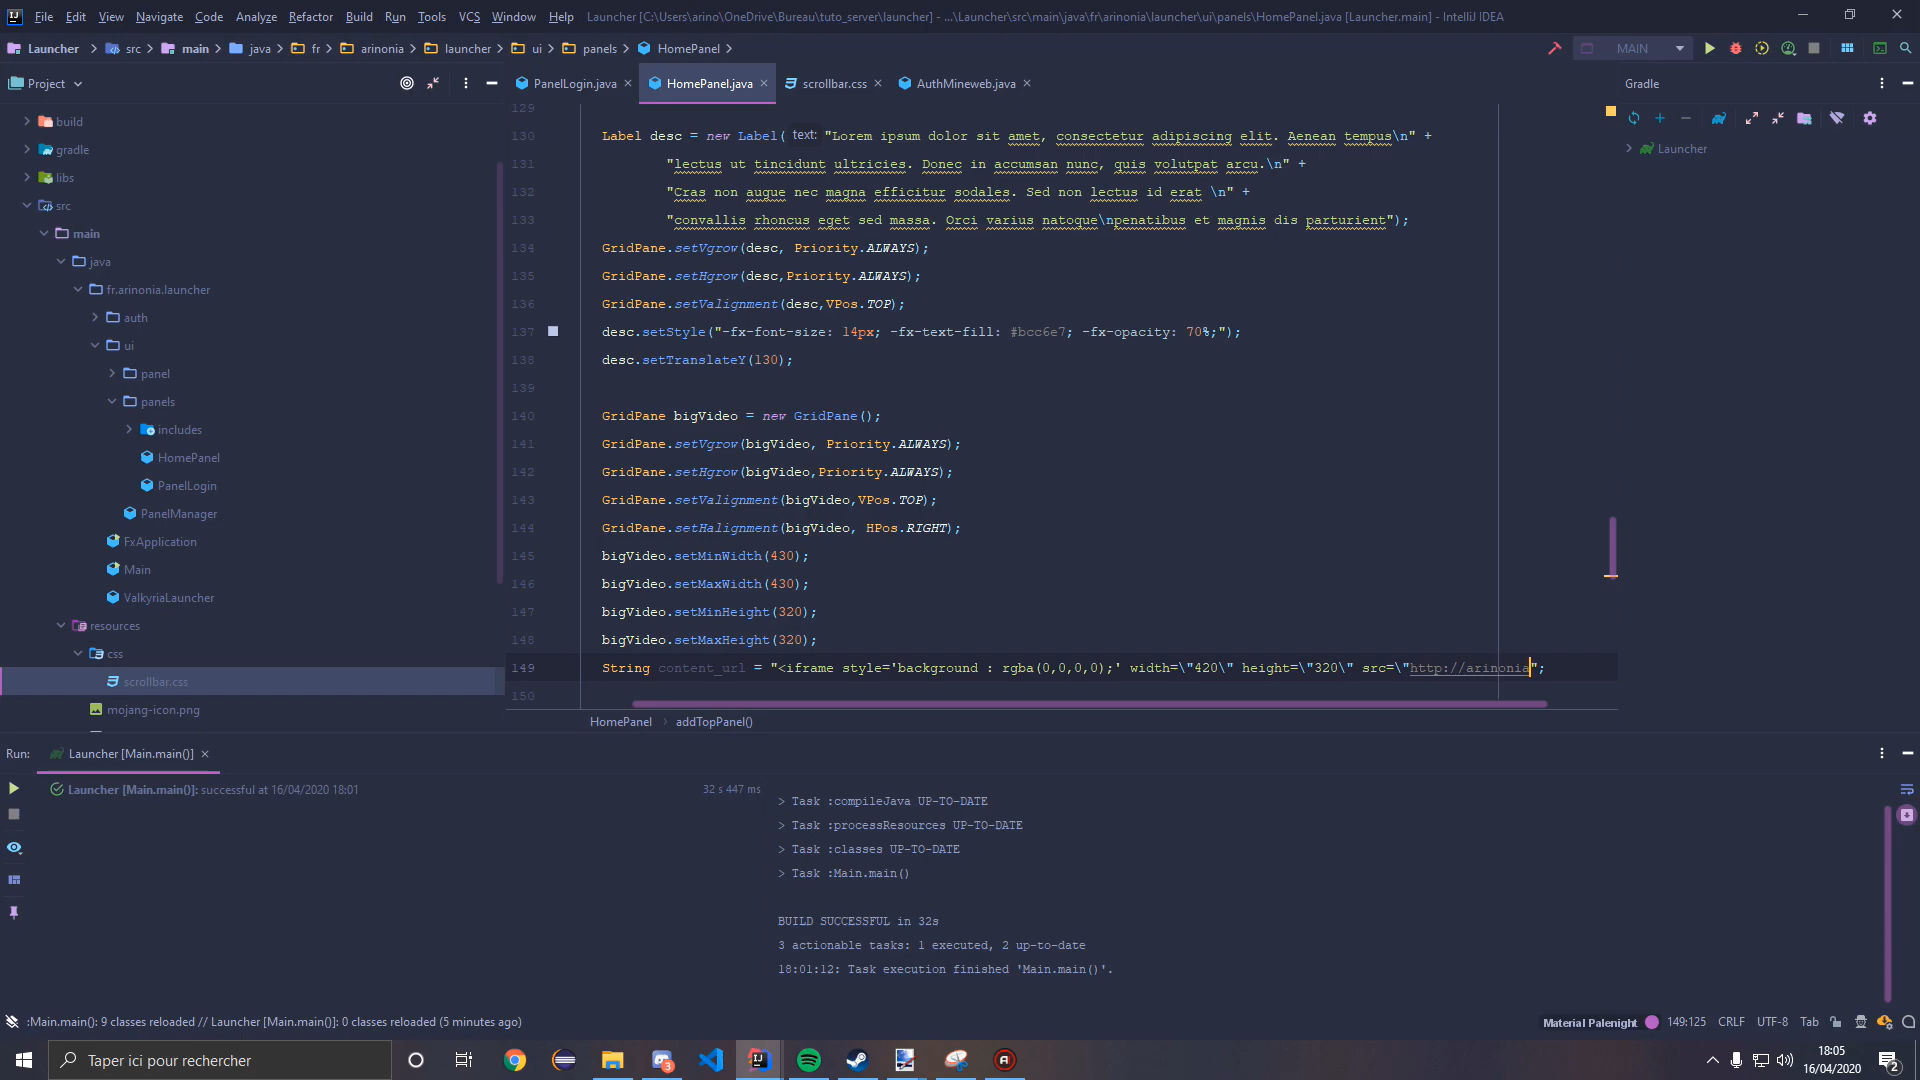 File Edit View Navigate Code Analyze Refactor Build Run Tools VCS Window Help Launcher [C:\Users\arino\OneDrive\Bureau\tuto_server\launcher] - ...\Launcher\src\main\java\fr\arinonia\launcher\ui\panels\HomePanel.java [Launcher.main] - IntelliJ IDEA
Launcher src main java fr arinonia launcher ui panels HomePanel MAIN
Project PanelLogin.java HomePanel.java scrollbar.css AuthMineweb.java Gradle
build
gradle
libs
src
main
java
fr.arinonia.launcher
auth
ui
panel
panels
includes
HomePanel
PanelLogin
PanelManager
FxApplication
Main
ValkyriaLauncher
resources
css
scrollbar.css
mojang-icon.png
129
130 Label desc = new Label( text: "Lorem ipsum dolor sit amet, consectetur adipiscing elit. Aenean tempus\n" +
131 "lectus ut tincidunt ultricies. Donec in accumsan nunc, quis volutpat arcu.\n" +
132 "Cras non augue nec magna efficitur sodales. Sed non lectus id erat \n" +
133 "convallis rhoncus eget sed massa. Orci varius natoque\npenatibus et magnis dis parturient");
134 GridPane.setVgrow(desc, Priority.ALWAYS);
135 GridPane.setHgrow(desc,Priority.ALWAYS);
136 GridPane.setValignment(desc,VPos.TOP);
137 desc.setStyle("-fx-font-size: 14px; -fx-text-fill: #bcc6e7; -fx-opacity: 70%;");
138 desc.setTranslateY(130);
139
140 GridPane bigVideo = new GridPane();
141 GridPane.setVgrow(bigVideo, Priority.ALWAYS);
142 GridPane.setHgrow(bigVideo,Priority.ALWAYS);
143 GridPane.setValignment(bigVideo,VPos.TOP);
144 GridPane.setHalignment(bigVideo, HPos.RIGHT);
145 bigVideo.setMinWidth(430);
146 bigVideo.setMaxWidth(430);
147 bigVideo.setMinHeight(320);
148 bigVideo.setMaxHeight(320);
149 String content_url = "<iframe style='background : rgba(0,0,0,0);' width=\"420\" height=\"320\" src=\"http://arinonia";
150
HomePanel addTopPanel()
Launcher
Run: Launcher [Main.main()]
Launcher [Main.main()]: successful at 16/04/2020 18:01 32 s 447 ms
> Task :compileJava UP-TO-DATE
> Task :processResources UP-TO-DATE
> Task :classes UP-TO-DATE
> Task :Main.main()
BUILD SUCCESSFUL in 32s
3 actionable tasks: 1 executed, 2 up-to-date
18:01:12: Task execution finished 'Main.main()'.
:Main.main(): 9 classes reloaded // Launcher [Main.main()]: 0 classes reloaded (5 minutes ago) Material Palenight 149:125 CRLF UTF-8 Tab
Taper ici pour rechercher 3 18:05
16/04/2020 2